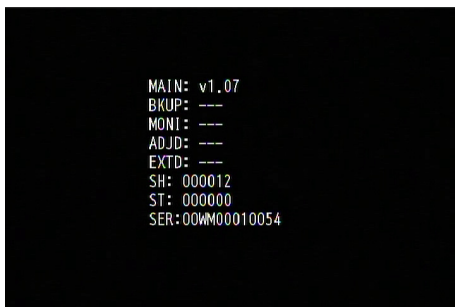 MAIN: v1.07
BKUP: ---
MONI: ---
ADJD: ---
EXTD: ---
SH: 000012
ST: 000000
SER:00WM00010054